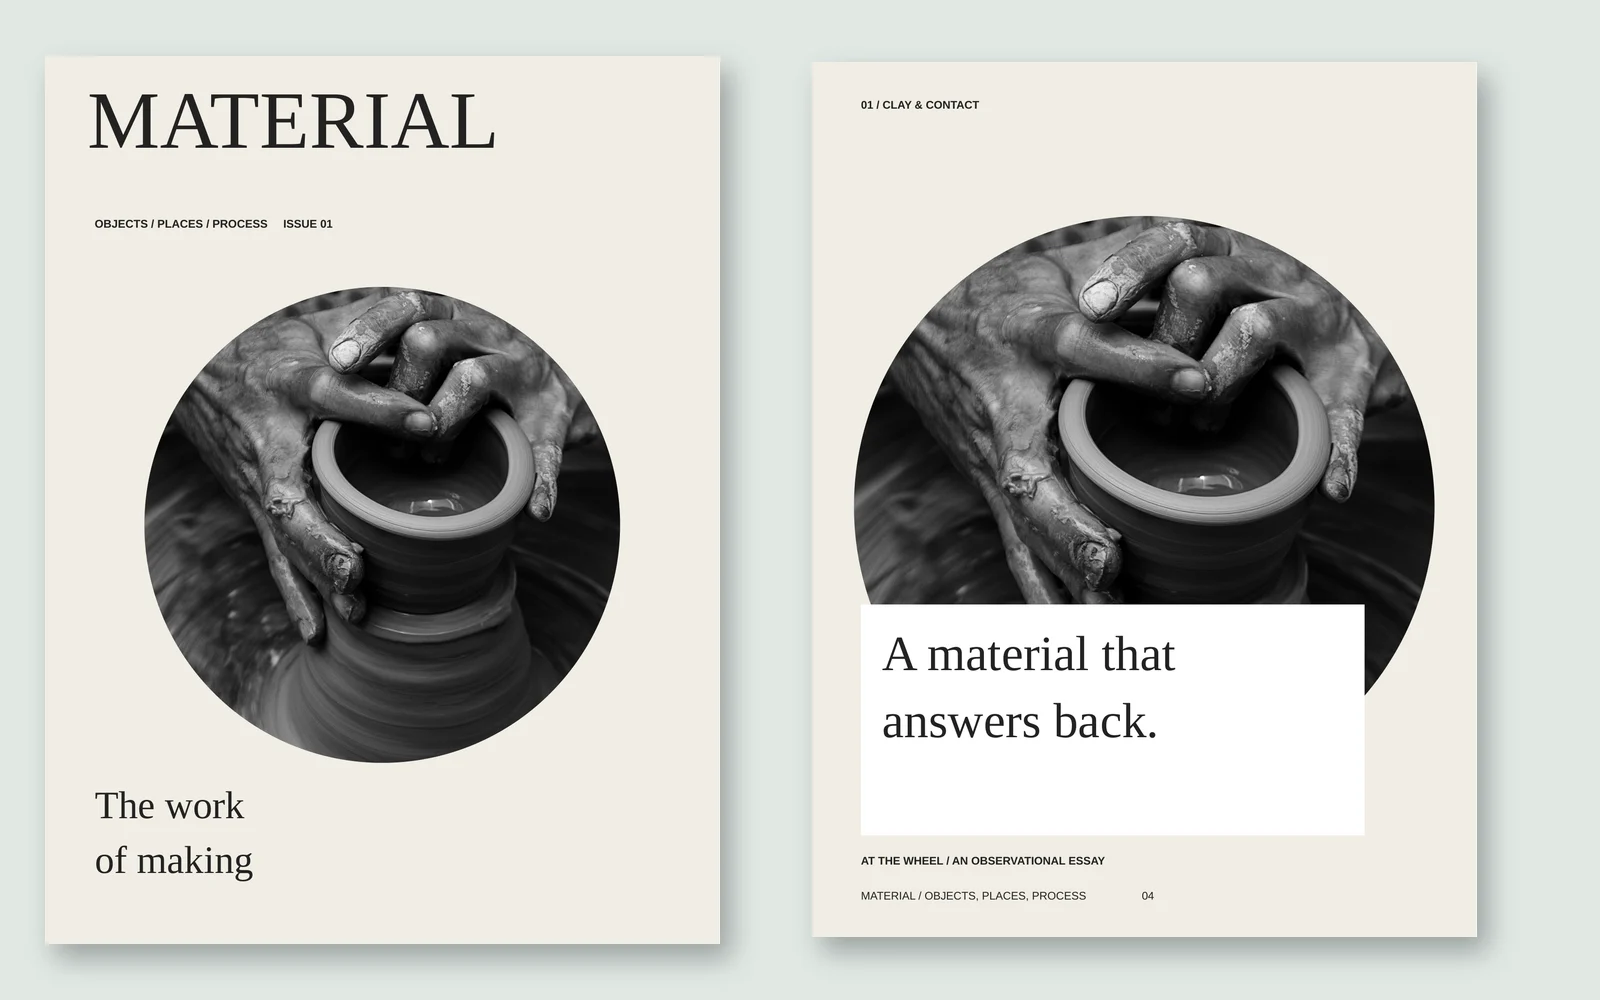 MATERIAL
OBJECTS / PLACES / PROCESS ISSUE 01
The work
of making
01 / CLAY & CONTACT
A material that
answers back.
AT THE WHEEL / AN OBSERVATIONAL ESSAY
MATERIAL / OBJECTS, PLACES, PROCESS 04